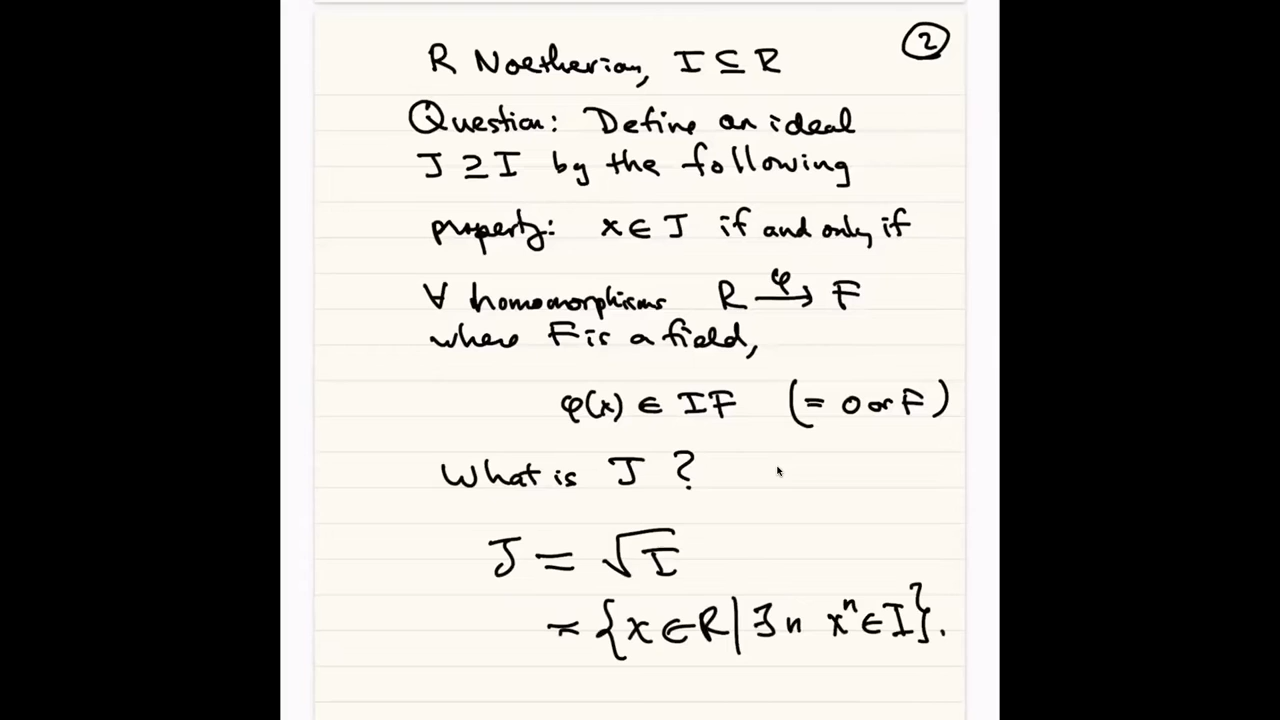 2
R Noetherian, I ⊆ R
Question: Define an ideal
J ⊇ I by the following
property: x ∈ J if and only if
∀ homomorphisms R →^φ F
where F is a field,
φ(x) ∈ IF (= 0 or F)
What is J ?
J = √I
= {x ∈ R | ∃ n x^n ∈ I}.